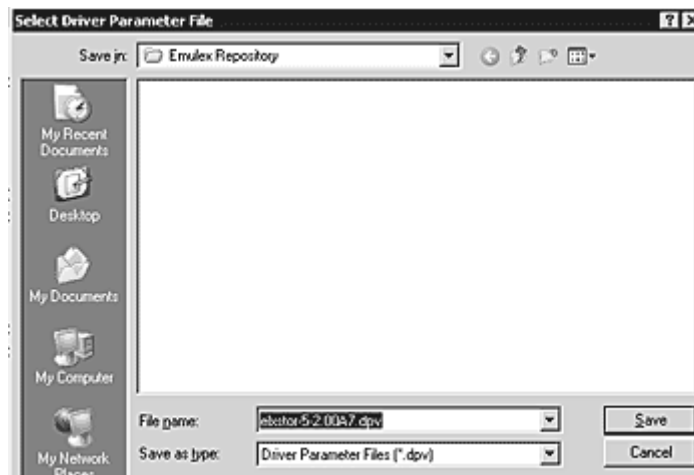 Select Driver Parameter File
Save in:
Emulex Repository
My Recent
Documents
Desktop
My Documents
My Computer
My Network
Places
File name:
elxstor-5-2.00A7.dpv
Save
Save as type:
Driver Parameter Files (*.dpv)
Cancel